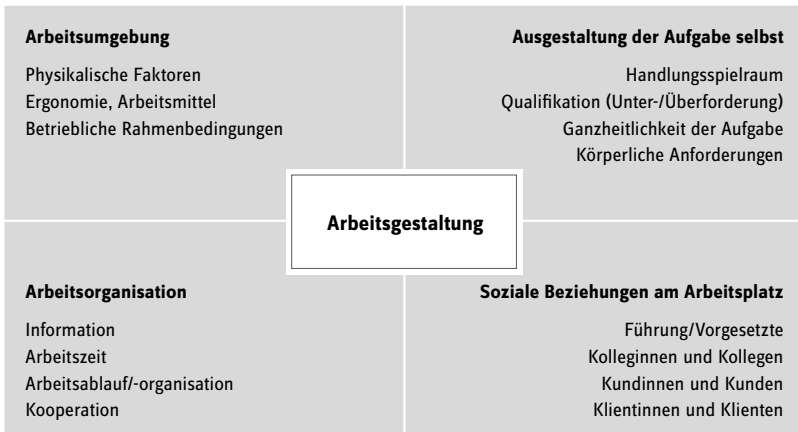 Arbeitsumgebung
Physikalische Faktoren
Ergonomie, Arbeitsmittel
Betriebliche Rahmenbedingungen
Ausgestaltung der Aufgabe selbst
Handlungsspielraum
Qualifikation (Unter-/Überforderung)
Ganzheitlichkeit der Aufgabe
Körperliche Anforderungen
Arbeitsgestaltung
Arbeitsorganisation
Information
Arbeitszeit
Arbeitsablauf/-organisation
Kooperation
Soziale Beziehungen am Arbeitsplatz
Führung/Vorgesetzte
Kolleginnen und Kollegen
Kundinnen und Kunden
Klientinnen und Klienten